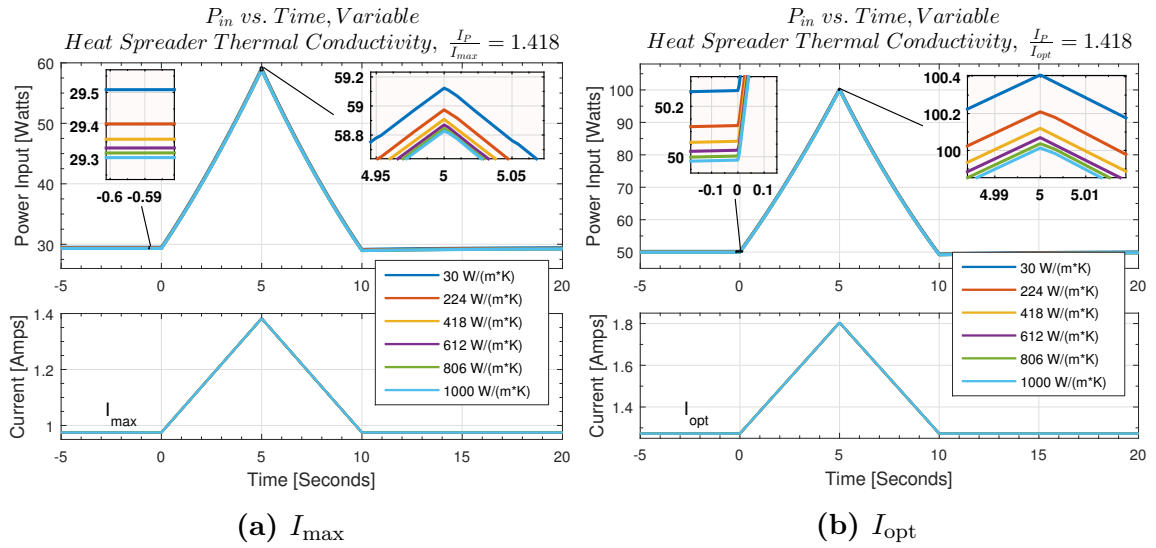 P_in vs. Time, Variable
Heat Spreader Thermal Conductivity, I_P/I_max = 1.418
Power Input [Watts]
60
50
40
30
-5
0
5
10
15
20
29.5
29.4
29.3
-0.6 -0.59
59.2
59
58.8
4.95
5
5.05
30 W/(m*K)
224 W/(m*K)
418 W/(m*K)
612 W/(m*K)
806 W/(m*K)
1000 W/(m*K)
Current [Amps]
1.4
1.2
1
I_max
-5
0
5
10
15
20
Time [Seconds]
(a) I_max
P_in vs. Time, Variable
Heat Spreader Thermal Conductivity, I_P/I_opt = 1.418
Power Input [Watts]
100
90
80
70
60
50
-5
0
5
10
15
20
50.2
50
-0.1
0
0.1
100.4
100.2
100
4.99
5
5.01
30 W/(m*K)
224 W/(m*K)
418 W/(m*K)
612 W/(m*K)
806 W/(m*K)
1000 W/(m*K)
Current [Amps]
1.8
1.6
1.4
I_opt
-5
0
5
10
15
20
Time [Seconds]
(b) I_opt